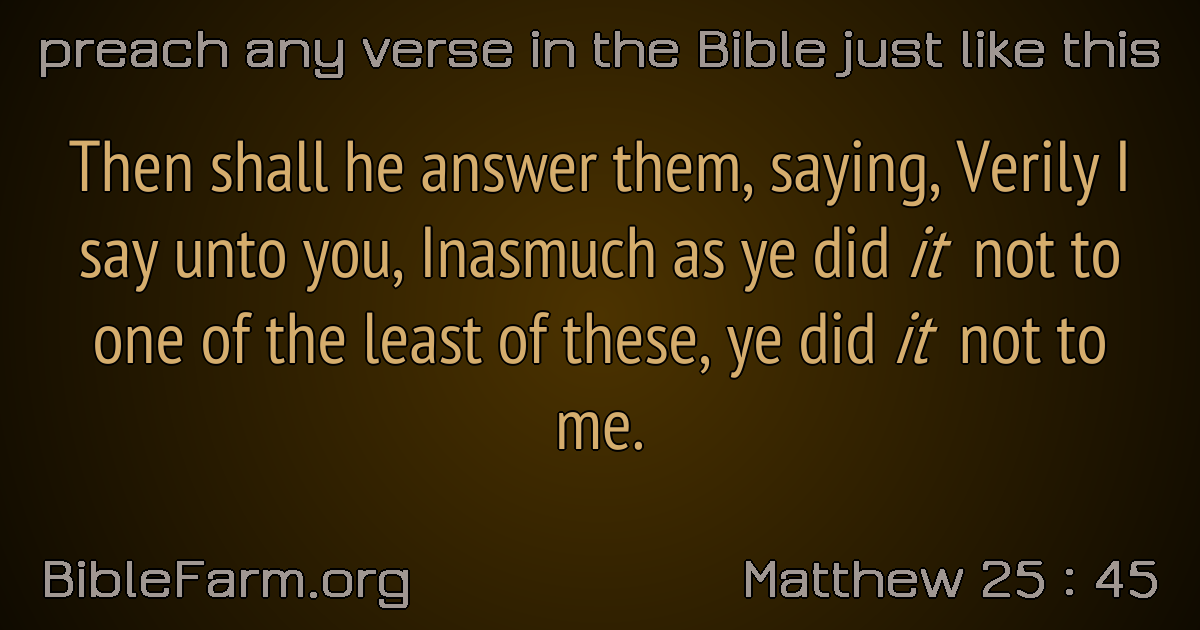 preach any verse in the Bible just like this
Then shall he answer them, saying, Verily I
say unto you, Inasmuch as ye did it not to
one of the least of these, ye did it not to
me.
BibleFarm.org
Matthew 25 : 45